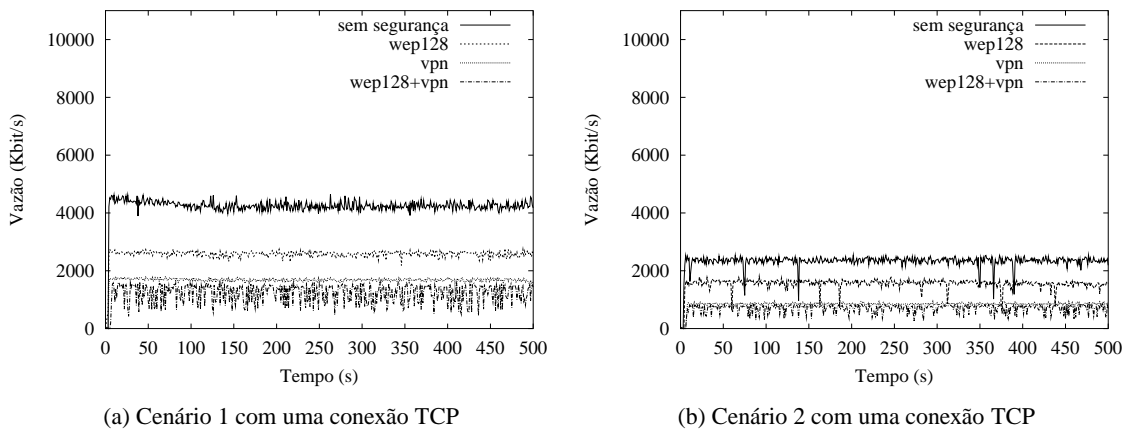 10000
8000
6000
4000
2000
0
Vazão (Kbit/s)
sem segurança
wep128
vpn
wep128+vpn
0 50 100 150 200 250 300 350 400 450 500
Tempo (s)
(a) Cenário 1 com uma conexão TCP
10000
8000
6000
4000
2000
0
Vazão (Kbit/s)
sem segurança
wep128
vpn
wep128+vpn
0 50 100 150 200 250 300 350 400 450 500
Tempo (s)
(b) Cenário 2 com uma conexão TCP